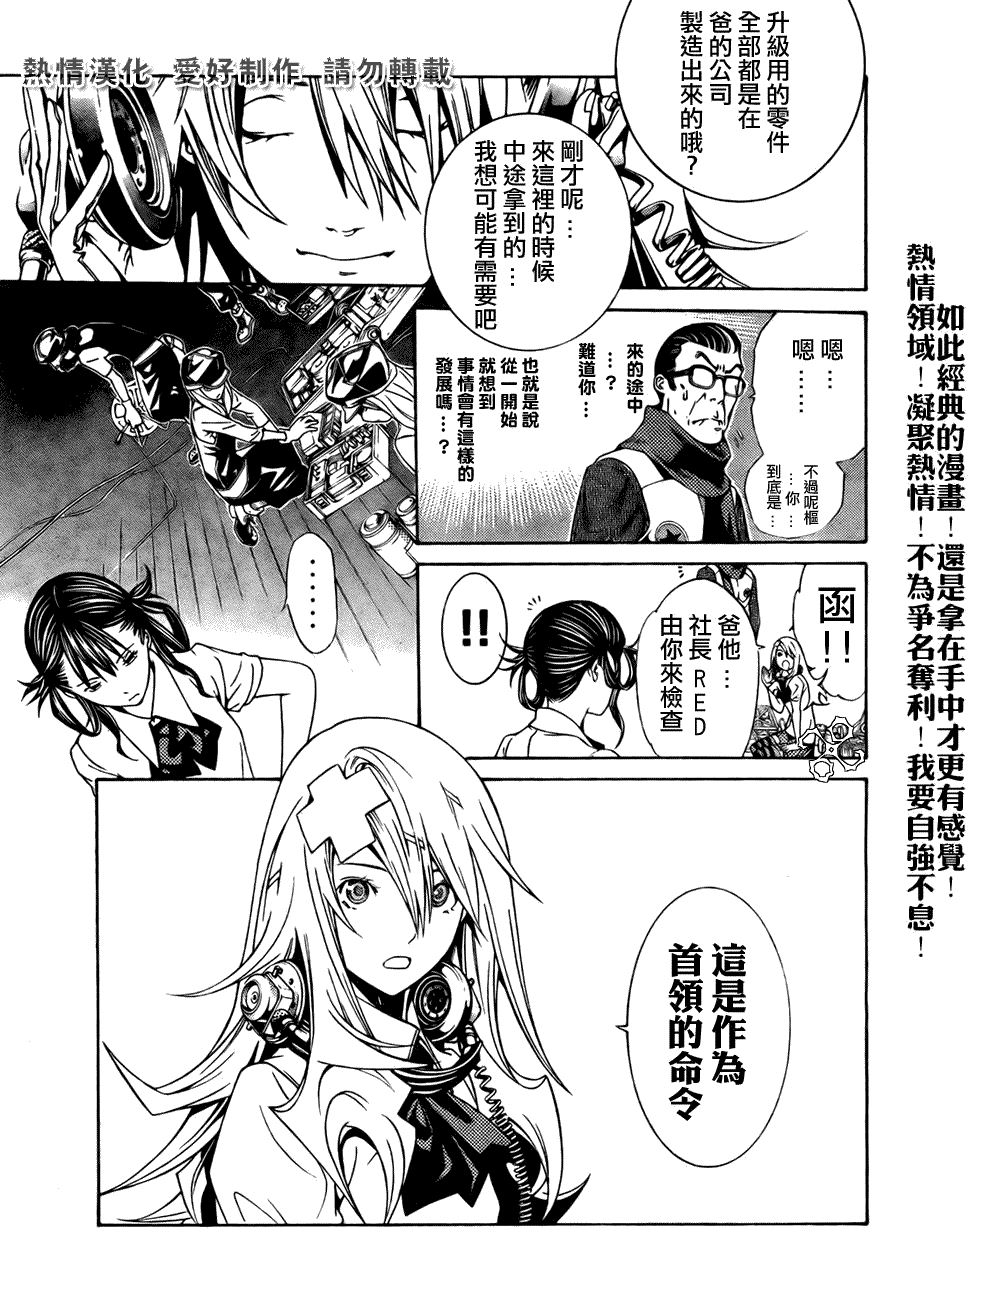 熱情漢化 愛好制作 請勿轉載
升級用的零件
全部都是在
爸的公司
製造出來的哦？
剛才呢…
來這裡的時候
中途拿到的…
我想可能有需要吧
嗯…
嗯……
不過呢樞
…你…
到底是…
來的途中
…？
難道你…
也就是說
從一開始
就想到
事情會有這樣的
發展嗎…？
函!!
爸他…
社長RED
由你來檢查
!!
……
這是作為
首領的命令
如此經典的漫畫！還是拿在手中才更有感覺！
熱情領域！凝聚熱情！不為爭名奪利！我要自強不息！